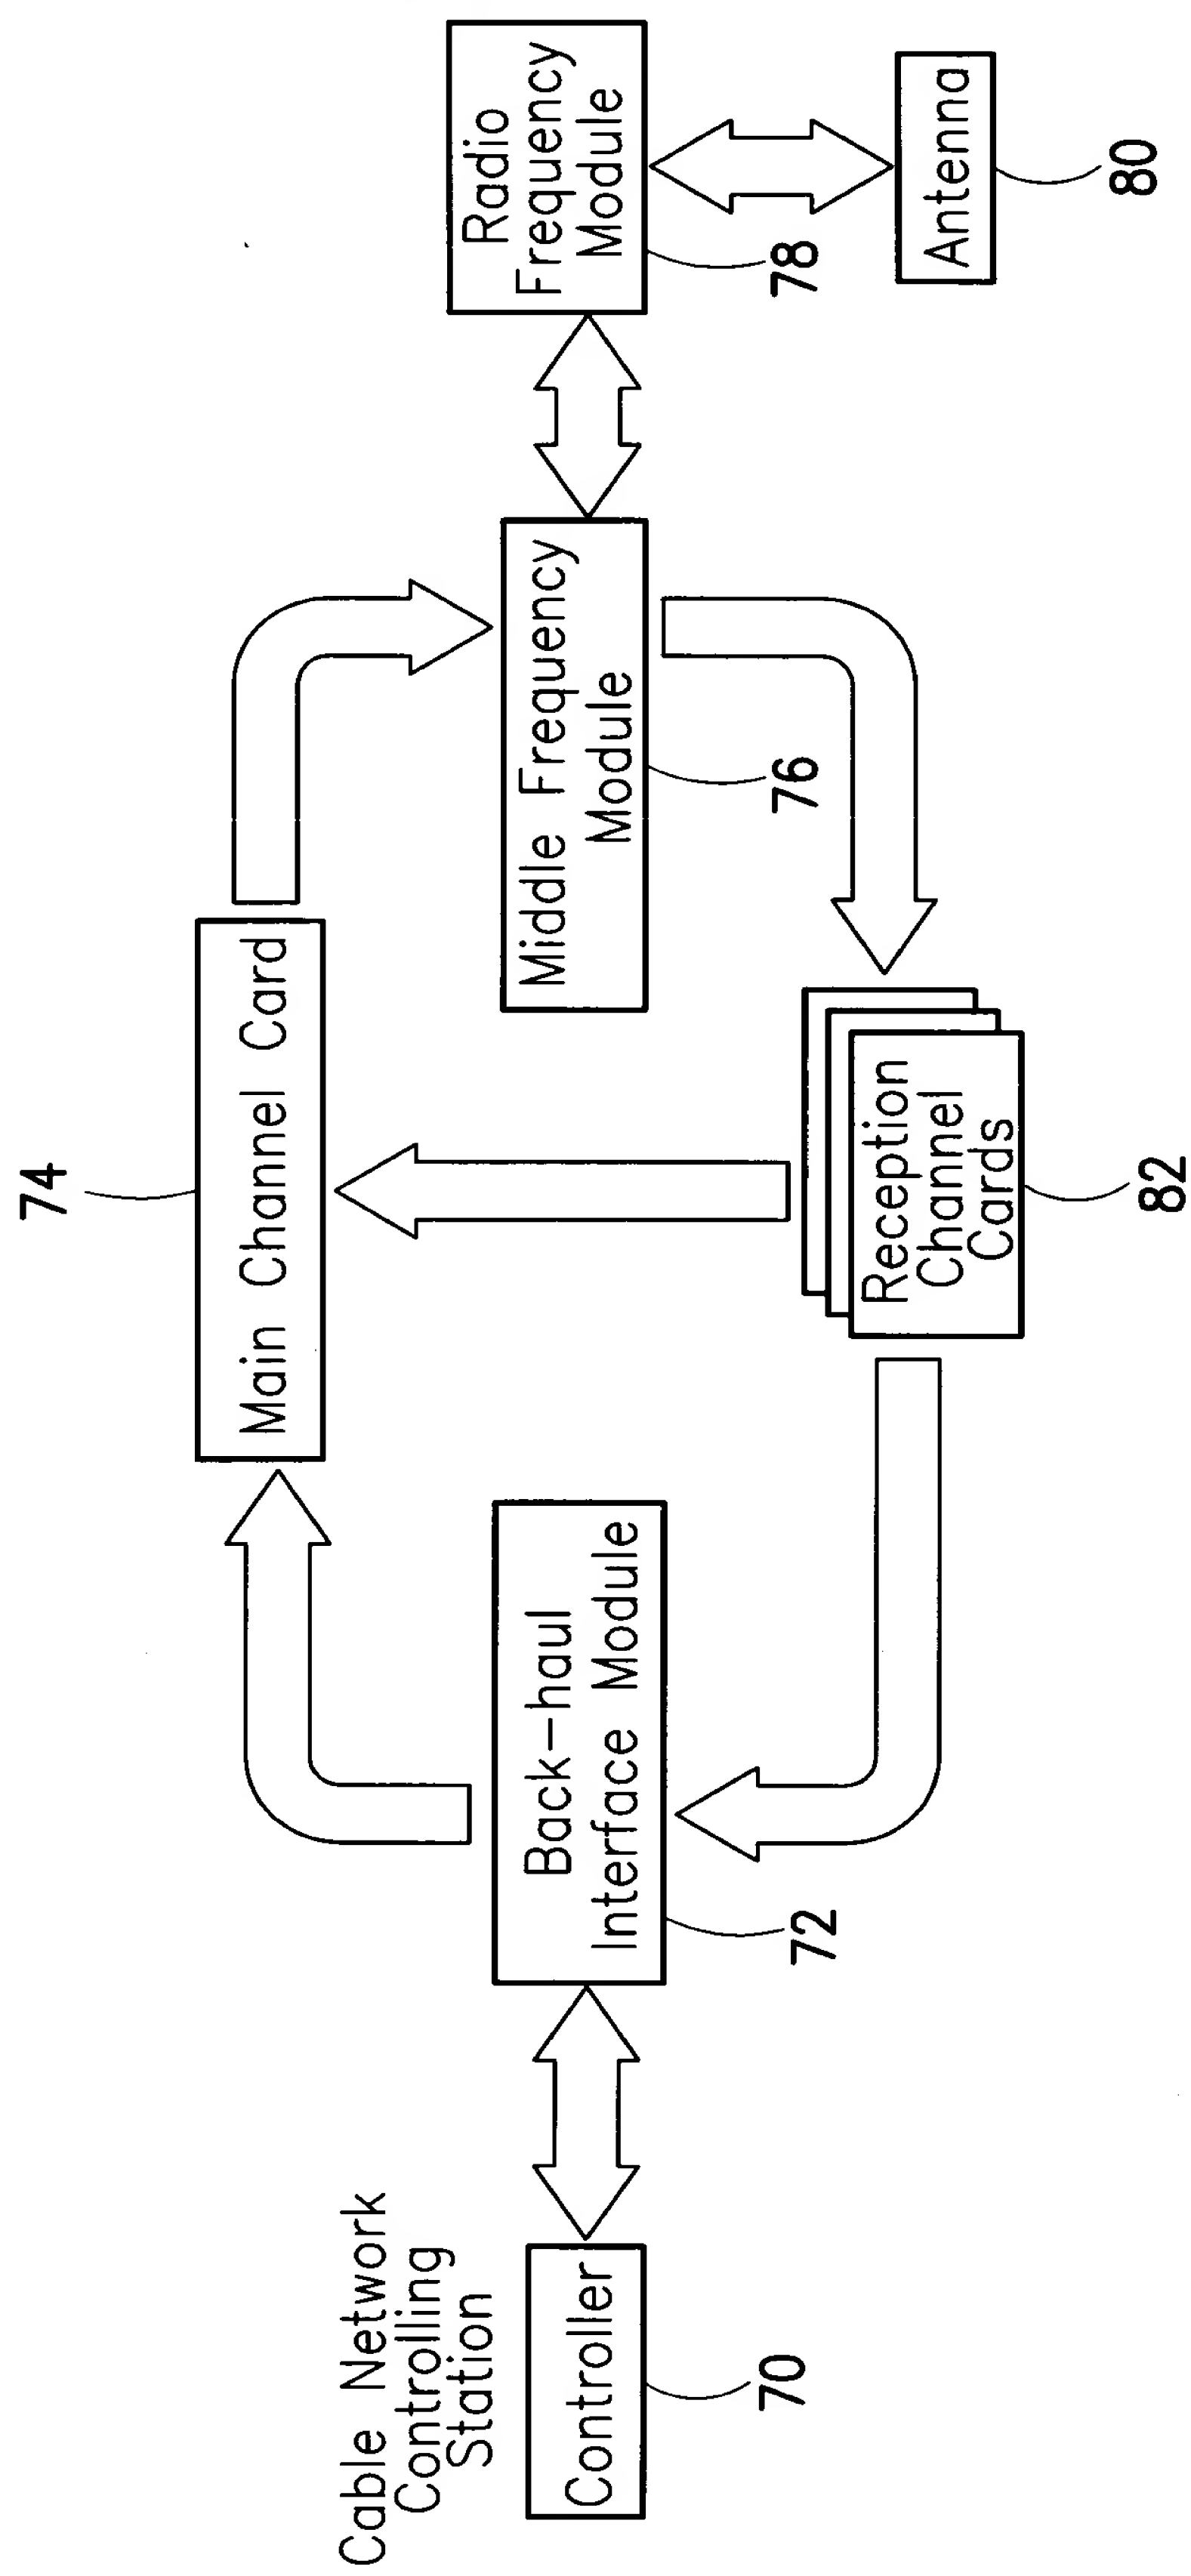 74
Main Channel Card
Cable Network
Controlling
Station
Controller
70
Back-haul
Interface Module
72
Middle Frequency
Module
76
Radio
Frequency
Module
78
Antenna
80
Reception
Channel
Cards
82